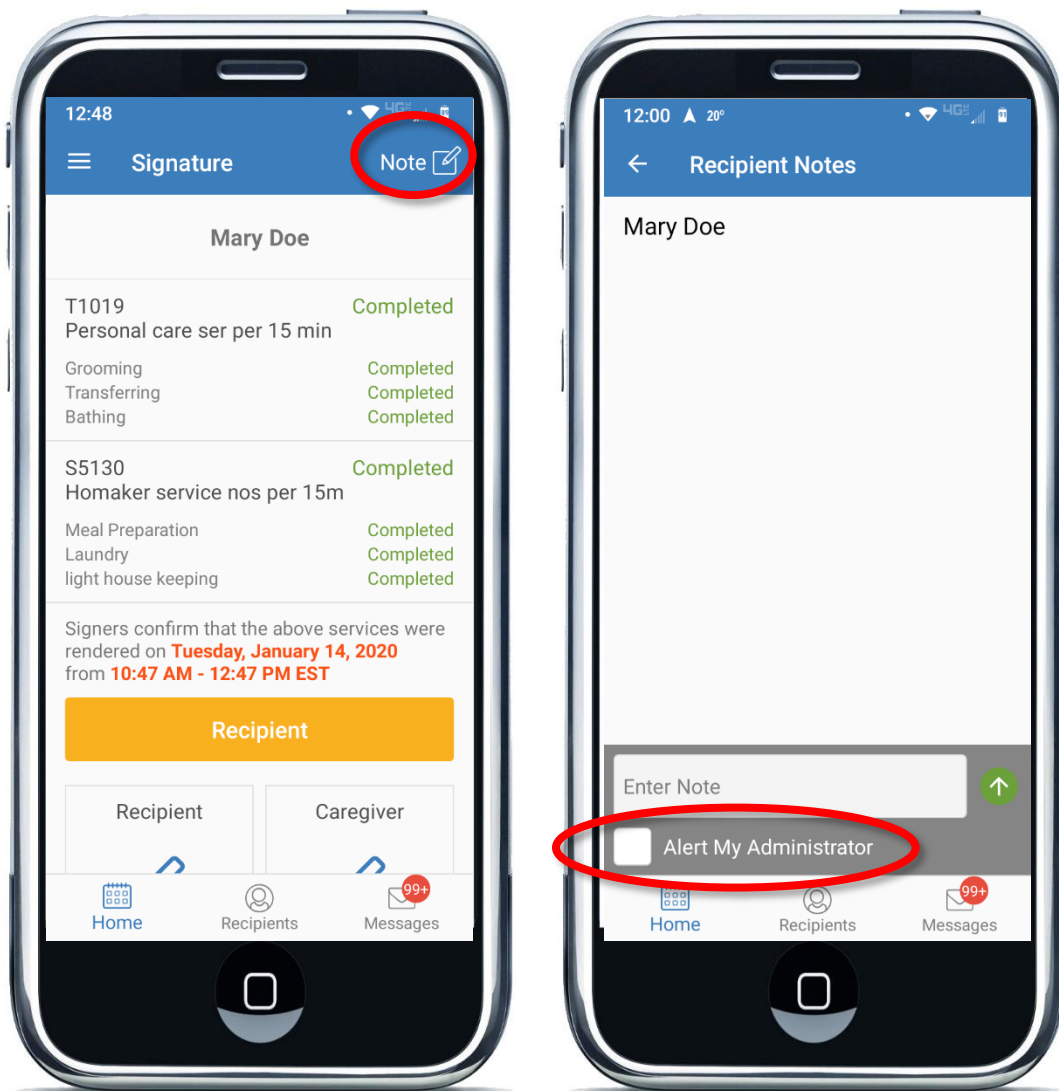 12:48
4GE
Signature
Note
Mary Doe
T1019 Completed
Personal care ser per 15 min
Grooming Completed
Transferring Completed
Bathing Completed
S5130 Completed
Homaker service nos per 15m
Meal Preparation Completed
Laundry Completed
light house keeping Completed
Signers confirm that the above services were
rendered on Tuesday, January 14, 2020
from 10:47 AM - 12:47 PM EST
Recipient
Recipient Caregiver
99+
Home Recipients Messages
12:00 20°
Recipient Notes
Mary Doe
Enter Note
Alert My Administrator
99+
Home Recipients Messages